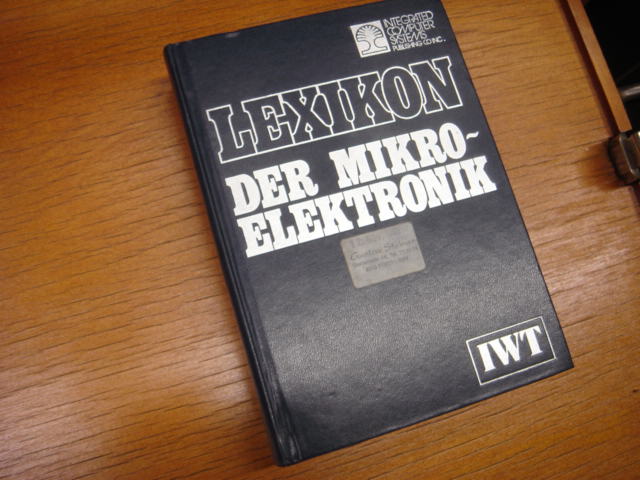 INTEGRATED
COMPUTER
SYSTEMS
PUBLISHING CO INC.
LEXIKON
DER MIKRO~
ELEKTRONIK
IWT